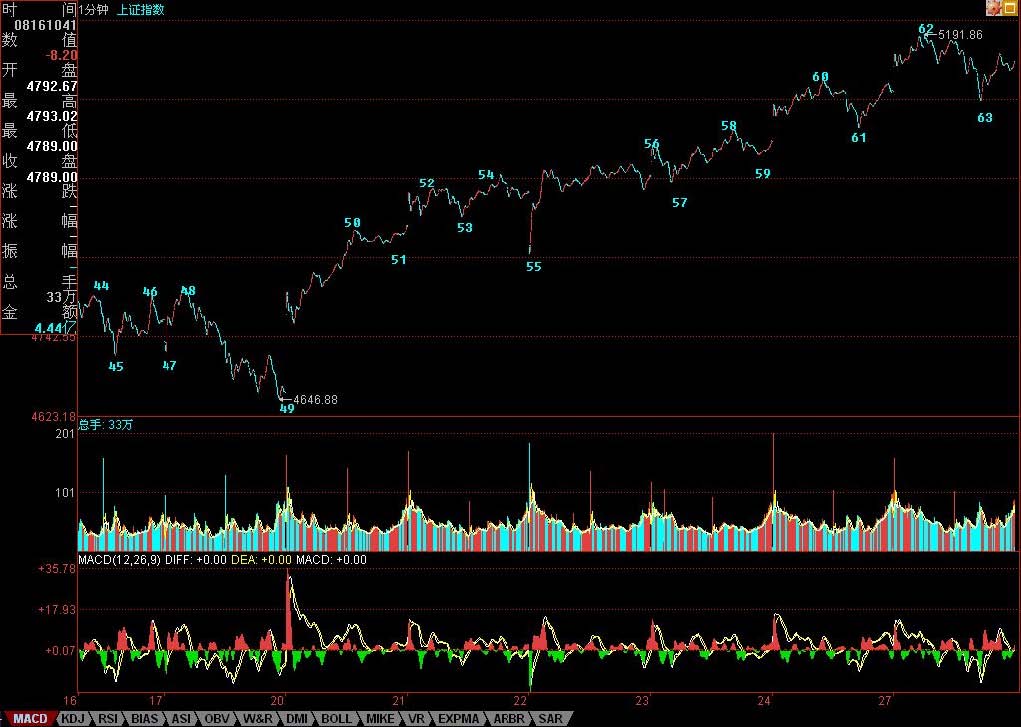 时 间
08161041
数 值
-8.20
开 盘
4792.67
最 高
4793.02
最 低
4789.00
收 盘
4789.00
涨 跌
涨 幅
振 幅
总 手
33万
金 额
4.44亿
1分钟 上证指数
62
5191.86
60
58
61
63
56
59
57
52
54
50
53
51
55
44
46
48
45
47
4646.88
49
4742.55
4623.18
总手: 33万
201
101
MACD(12,26,9) DIFF: +0.00 DEA: +0.00 MACD: +0.00
+35.78
+17.93
+0.07
16 17 20 21 22 23 24 27
MACD KDJ RSI BIAS ASI OBV W&R DMI BOLL MIKE VR EXPMA ARBR SAR